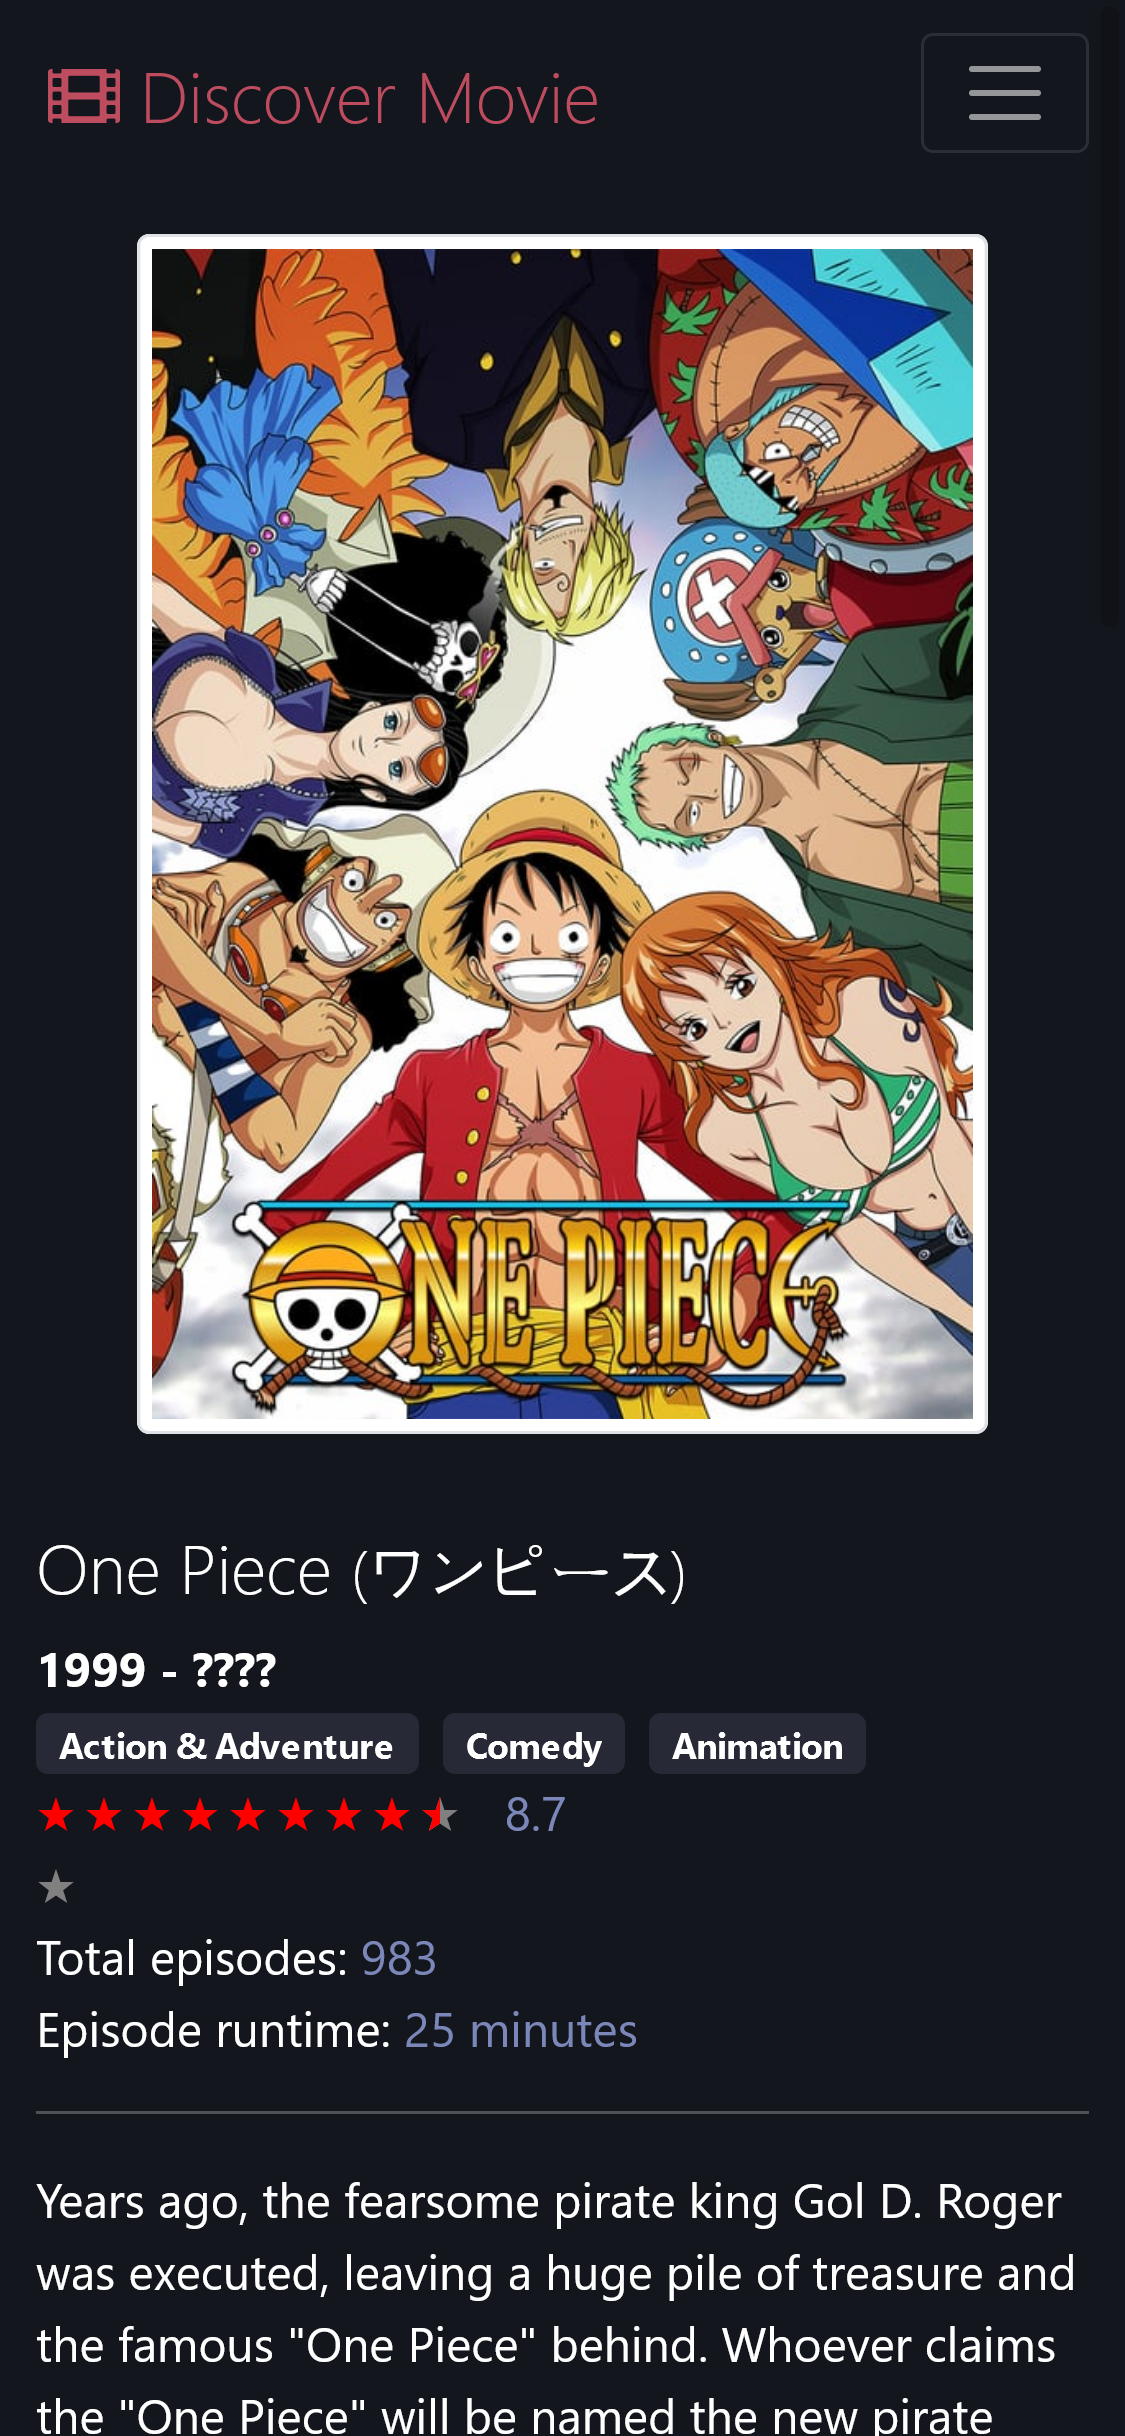 Discover Movie
ONE PIECE
One Piece (ワンピース)
1999 - ????
Action & Adventure Comedy Animation
8.7
Total episodes: 983
Episode runtime: 25 minutes
Years ago, the fearsome pirate king Gol D. Roger
was executed, leaving a huge pile of treasure and
the famous "One Piece" behind. Whoever claims
the "One Piece" will be named the new pirate